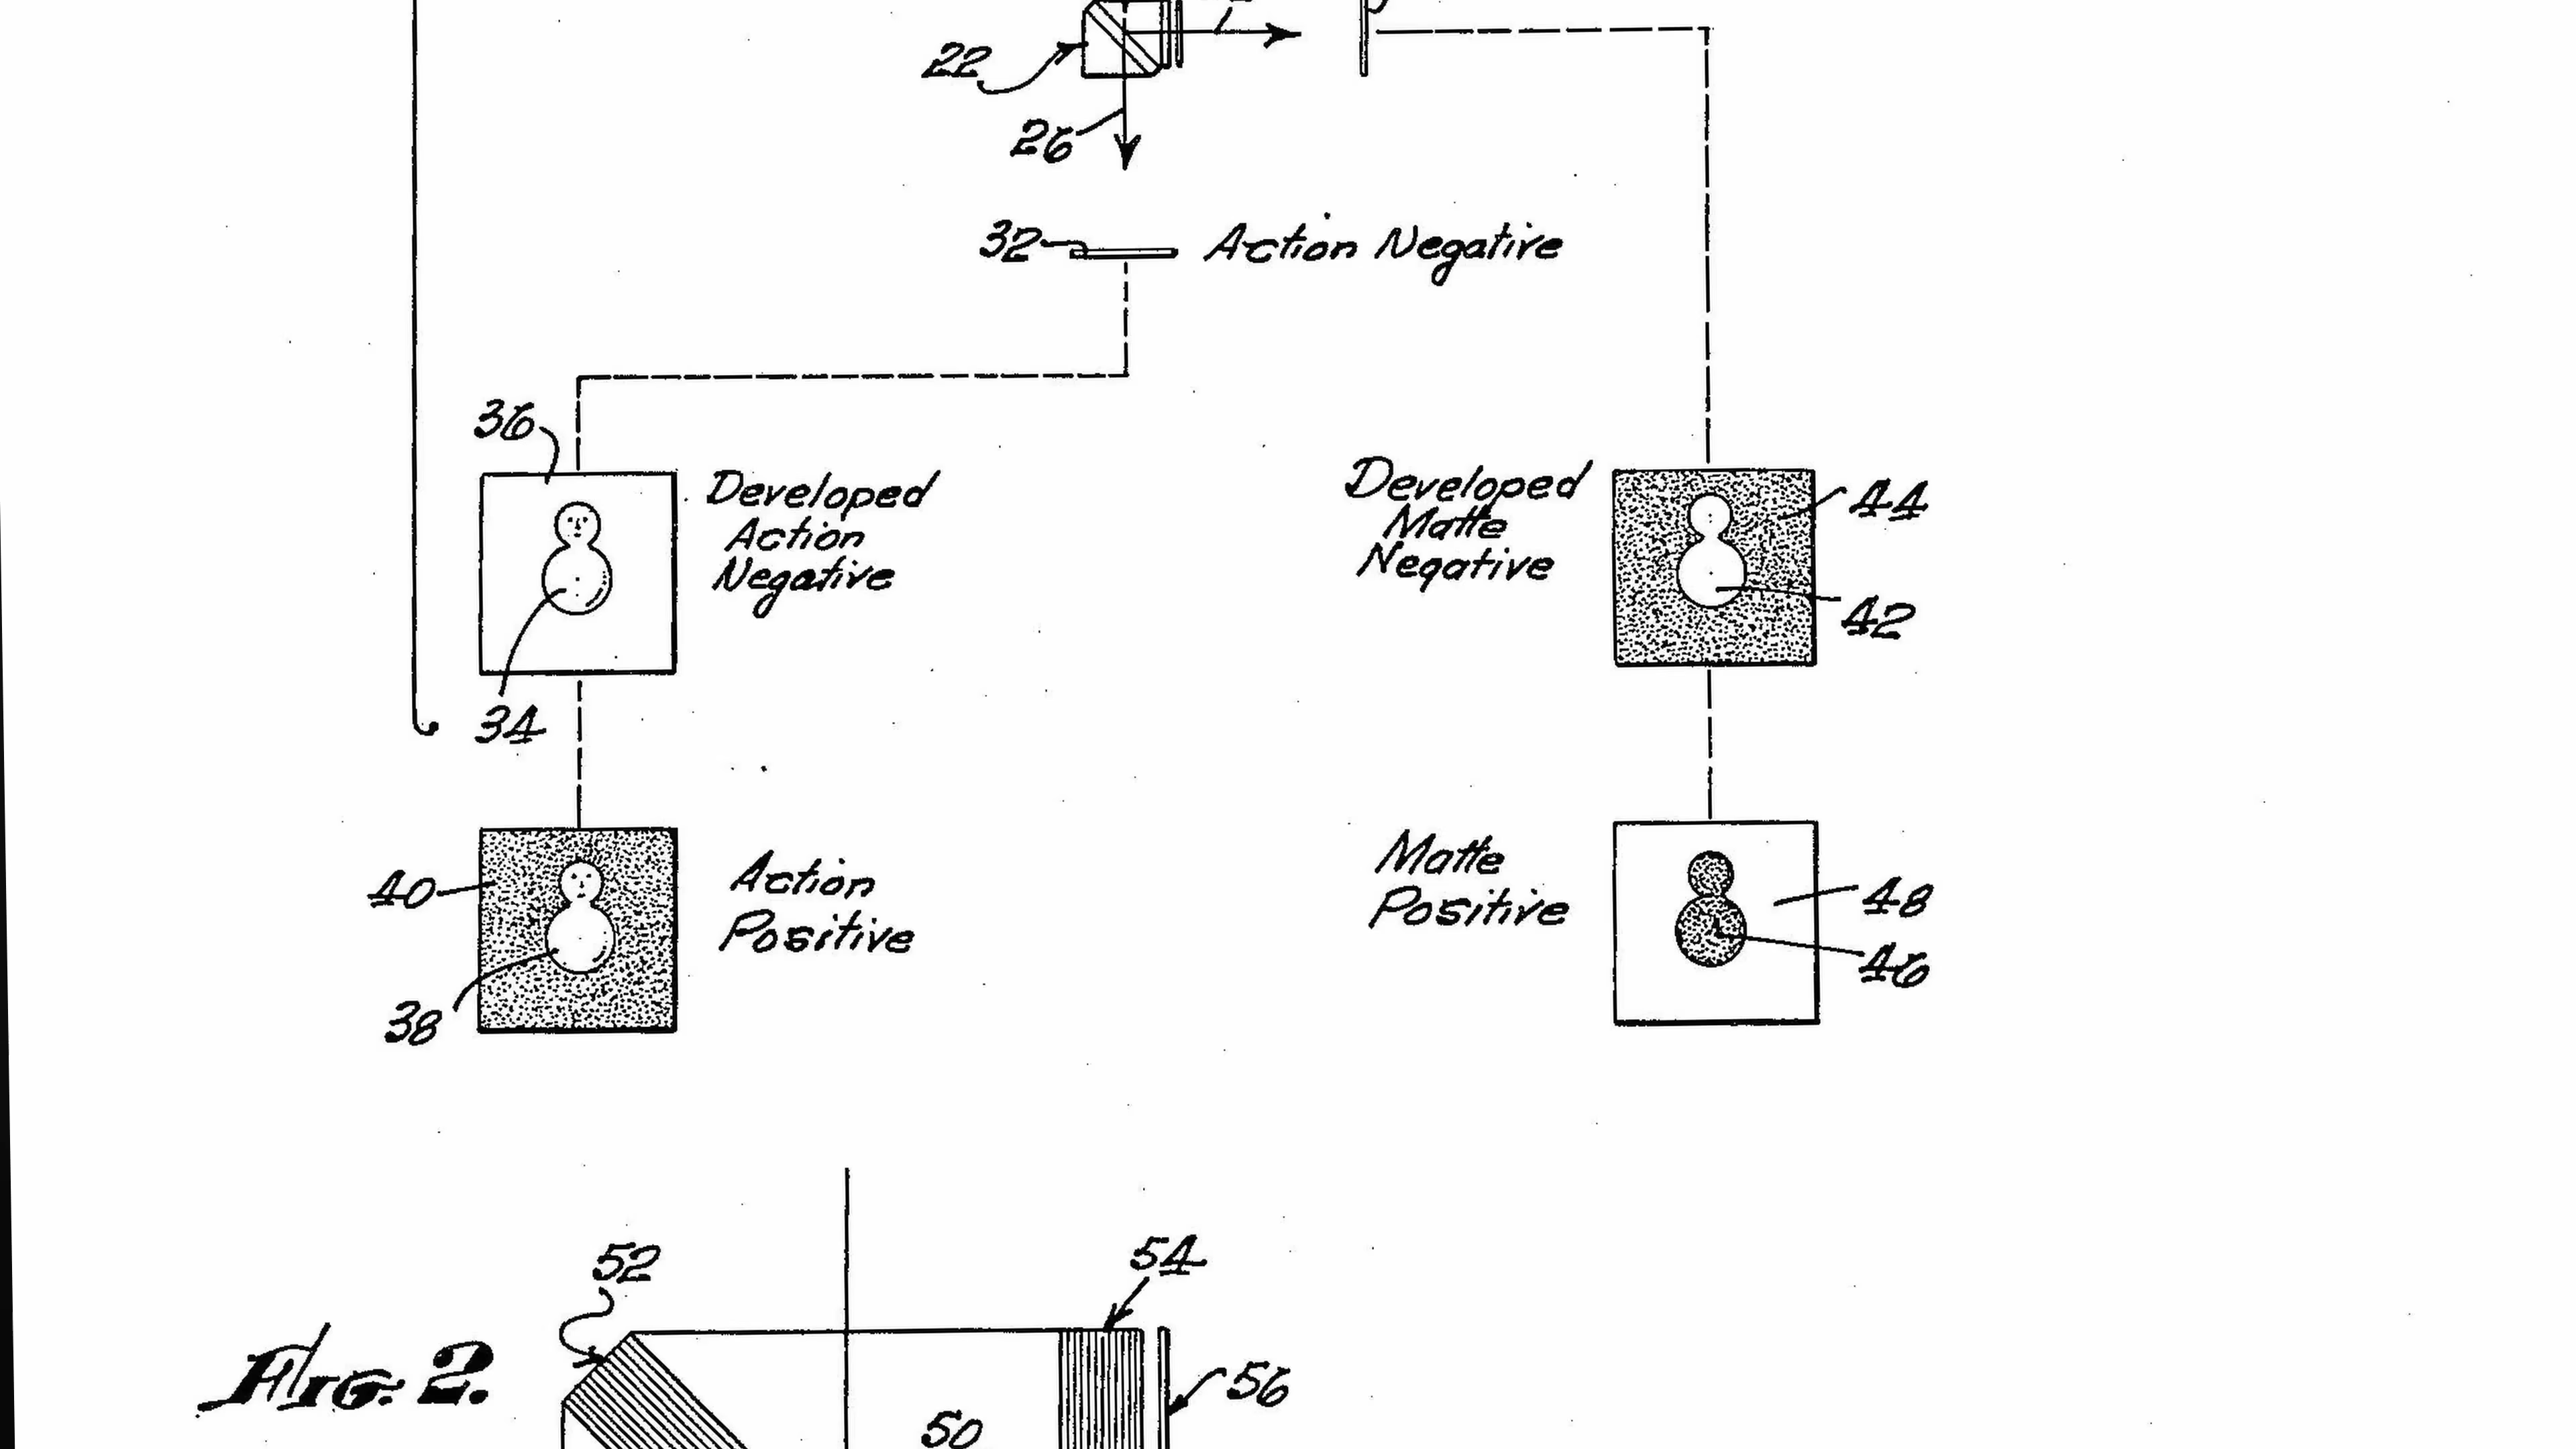 22
26
32
Action Negative
36
Developed
Action
Negative
34
Developed
Matte
Negative
44
42
40
Action
Positive
38
Matte
Positive
48
46
52
54
FIG. 2.
56
50